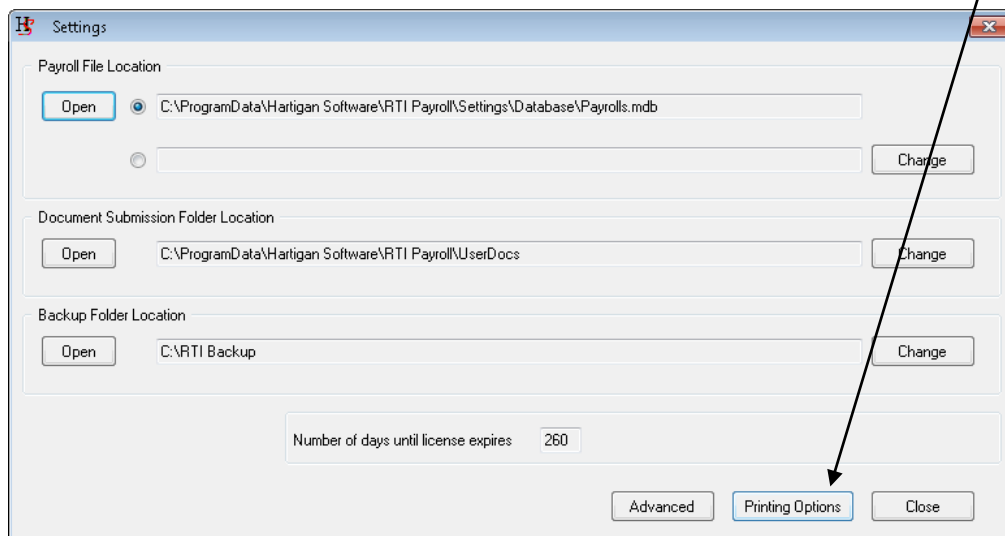 HS Settings
Payroll File Location
Open C:\ProgramData\Hartigan Software\RTI Payroll\Settings\Database\Payrolls.mdb
Change
Document Submission Folder Location
Open C:\ProgramData\Hartigan Software\RTI Payroll\UserDocs Change
Backup Folder Location
Open C:\RTI Backup Change
Number of days until license expires 260
Advanced Printing Options Close